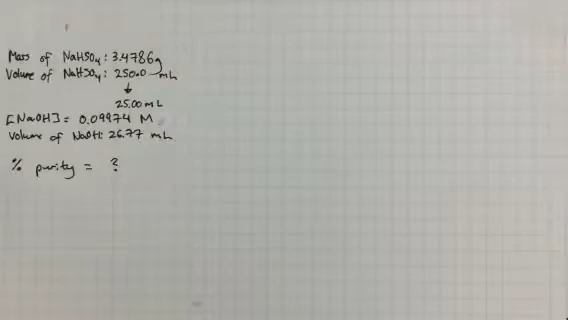 Mass of NaHSO4: 3.4786g
Volume of NaHSO4: 250.0 mL
↓
25.00 mL
[NaOH] = 0.09974 M
Volume of NaOH: 26.77 mL
% purity = ?